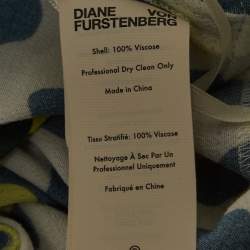 DIANE VON
FURSTENBERG
Shell: 100% Viscose
Professional Dry Clean Only
Made in China
Tissu Stratifié: 100% Viscose
Nettoyage À Sec Par Un
Professionnel Uniquement
Fabriqué en Chine